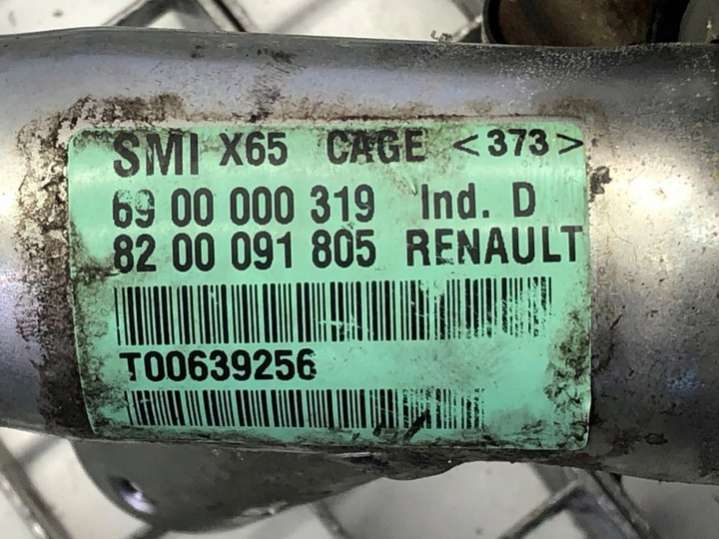 SMI X65 CAGE <373>
69 00 000 319 Ind. D
82 00 091 805 RENAULT
T00639256